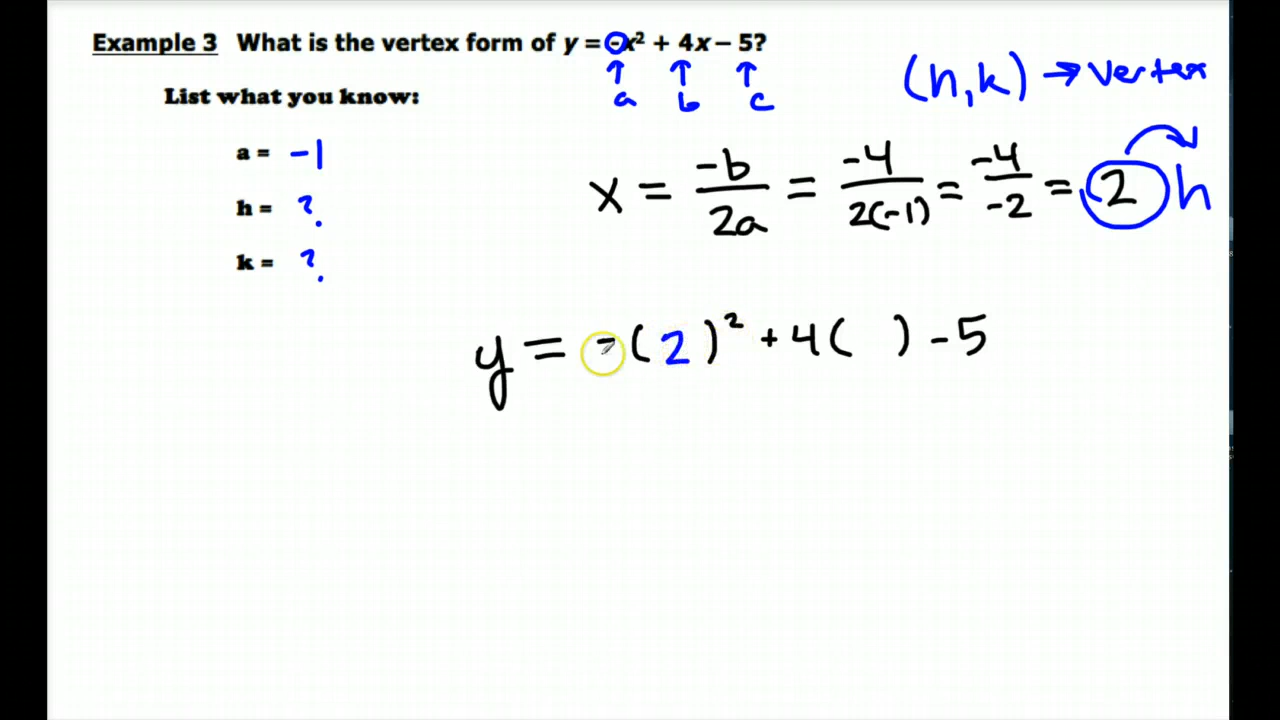 Example 3 What is the vertex form of y = -x² + 4x – 5?
a b c
(h,k) → vertex
List what you know:
a = -1
h = ?
k = ?
x = -b/2a = -4/2(-1) = -4/-2 = 2 h
y = -( 2 )² + 4( ) - 5